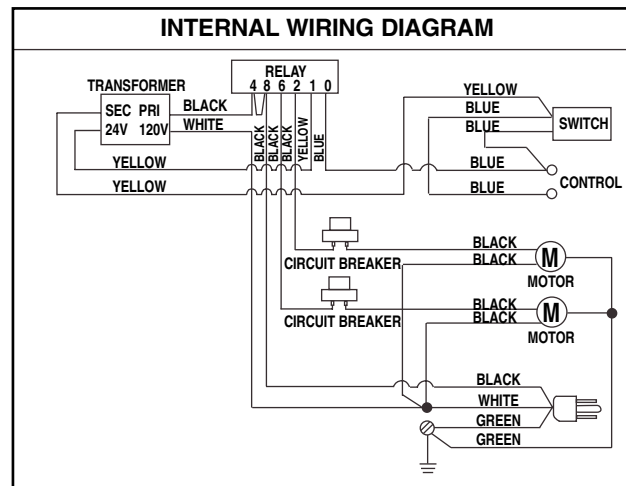 INTERNAL WIRING DIAGRAM
RELAY
4 8 6 2 1 0
TRANSFORMER
SEC PRI
24V 120V
BLACK
WHITE
YELLOW
YELLOW
BLACK
BLACK
BLACK
YELLOW
BLUE
YELLOW
BLUE
BLUE
SWITCH
BLUE
BLUE
CONTROL
CIRCUIT BREAKER
BLACK
BLACK
M
MOTOR
CIRCUIT BREAKER
BLACK
BLACK
M
MOTOR
BLACK
WHITE
GREEN
GREEN